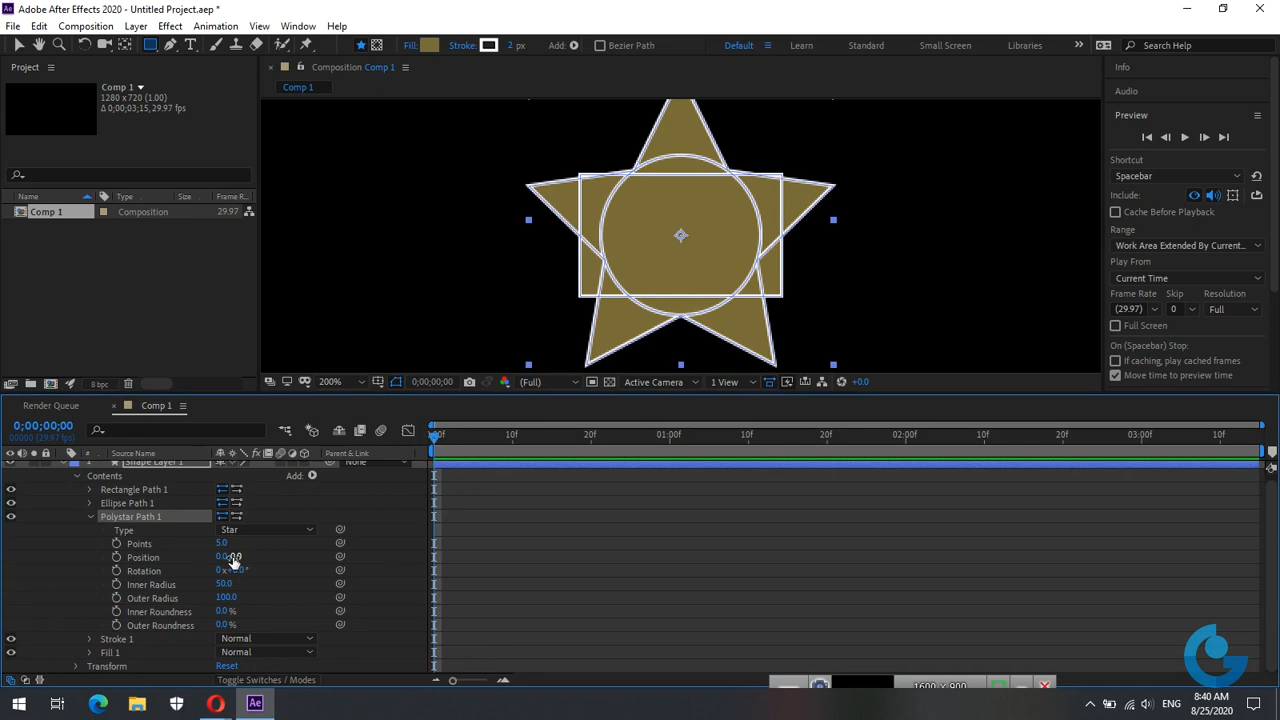 Adobe After Effects 2020 - Untitled Project.aep *
File Edit Composition Layer Effect Animation View Window Help
Fill: Stroke: 2 px Add: Bezier Path Default Learn Standard Small Screen Libraries Search Help
Project
Composition Comp 1
Info
Comp 1
1280 x 720 (1.00)
Δ 0;00;03;15, 29.97 fps
Comp 1
Audio
Preview
Shortcut
Spacebar
Include:
Cache Before Playback
Range
Work Area Extended By Current...
Play From
Current Time
Frame Rate Skip Resolution
(29.97) 0 Full
Full Screen
On (Spacebar) Stop:
If caching, play cached frames
Move time to preview time
Name Type Size Frame R...
Comp 1 Composition 29.97
8 bpc
200% 0;00;00;00 (Full) Active Camera 1 View +0.0
Render Queue Comp 1
0;00;00;00
00000 (29.97 fps)
10f 20f 01:00f 10f 20f 02:00f 10f 20f 03:00f 10f
# Source Name Parent & Link
1 Shape Layer 1 None
Contents Add:
Rectangle Path 1
Ellipse Path 1
Polystar Path 1
Type Star
Points 5.0
Position
Rotation
Inner Radius 50.0
Outer Radius 100.0
Inner Roundness 0.0 %
Outer Roundness 0.0 %
Stroke 1 Normal
Fill 1 Normal
Transform Reset
Toggle Switches / Modes
1600 x 900
Ae
ENG
8:40 AM
8/25/2020